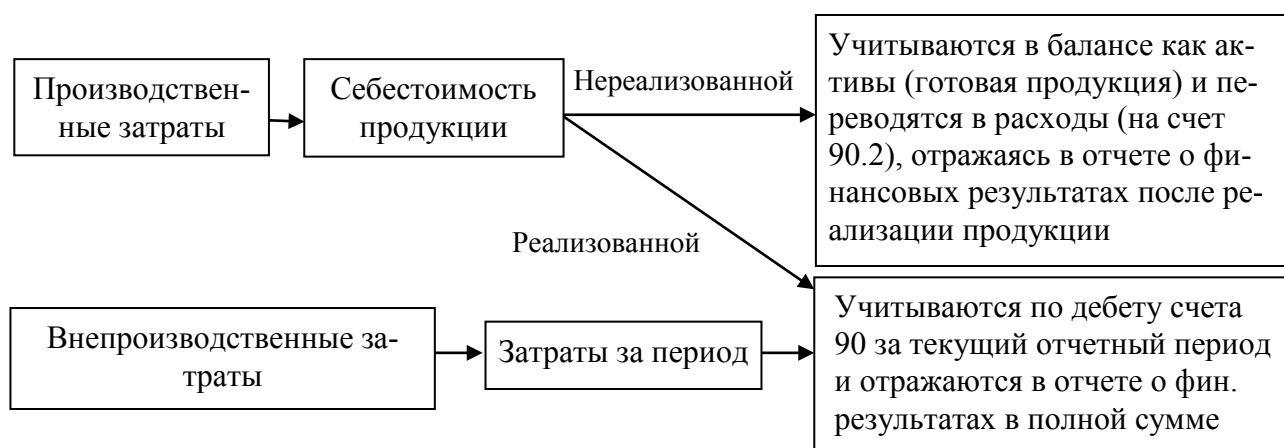 Производствен-
ные затраты
Себестоимость
продукции
Нереализованной
Учитываются в балансе как ак-
тивы (готовая продукция) и пе-
реводятся в расходы (на счет
90.2), отражаясь в отчете о фи-
нансовых результатах после ре-
ализации продукции
Реализованной
Внепроизводственные за-
траты
Затраты за период
Учитываются по дебету счета
90 за текущий отчетный период
и отражаются в отчете о фин.
результатах в полной сумме